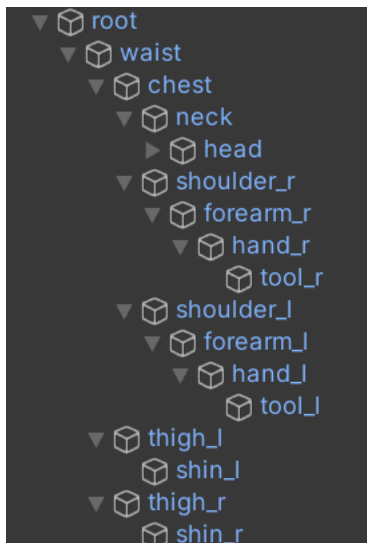 root
waist
chest
neck
head
shoulder_r
forearm_r
hand_r
tool_r
shoulder_l
forearm_l
hand_l
tool_l
thigh_l
shin_l
thigh_r
shin_r